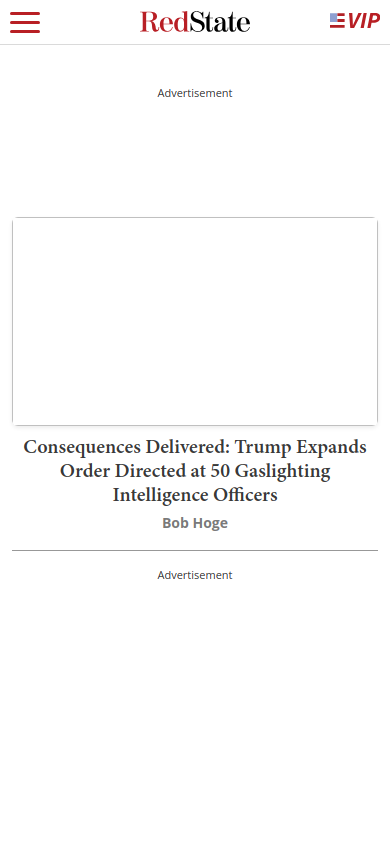 RedState
VIP
Advertisement
Consequences Delivered: Trump Expands
Order Directed at 50 Gaslighting
Intelligence Officers
Bob Hoge
Advertisement